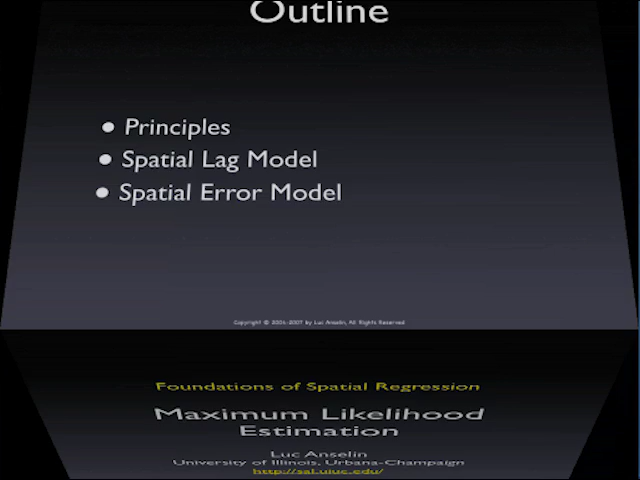 Outline
• Principles
• Spatial Lag Model
• Spatial Error Model
Copyright © 2006-2007 by Luc Anselin, All Rights Reserved
Foundations of Spatial Regression
Maximum Likelihood
Estimation
Luc Anselin
University of Illinois, Urbana-Champaign
http://sal.uiuc.edu/